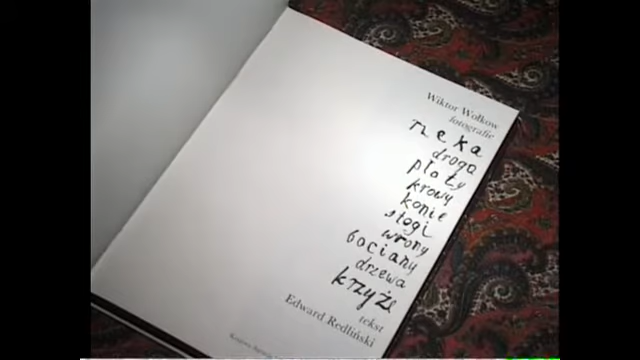 Wiktor Wołkow
fotografie
rzeka
droga
płoty
krowy
konie
stogi
wrony
bociany
drzewa
krzyże
tekst
Edward Redliński